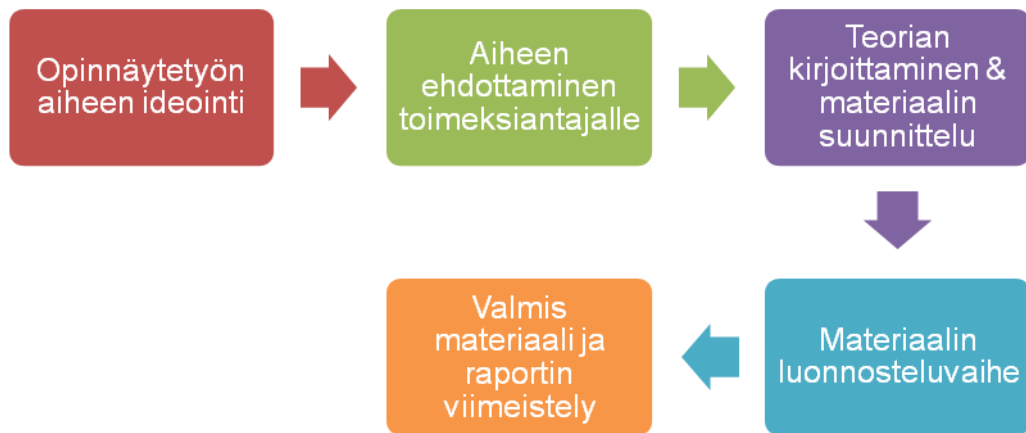 Opinnäytetyön
aiheen ideointi
Aiheen
ehdottaminen
toimeksiantajalle
Teorian
kirjoittaminen &
materiaalin
suunnittelu
Materiaalin
luonnosteluvaihe
Valmis
materiaali ja
raportin
viimeistely